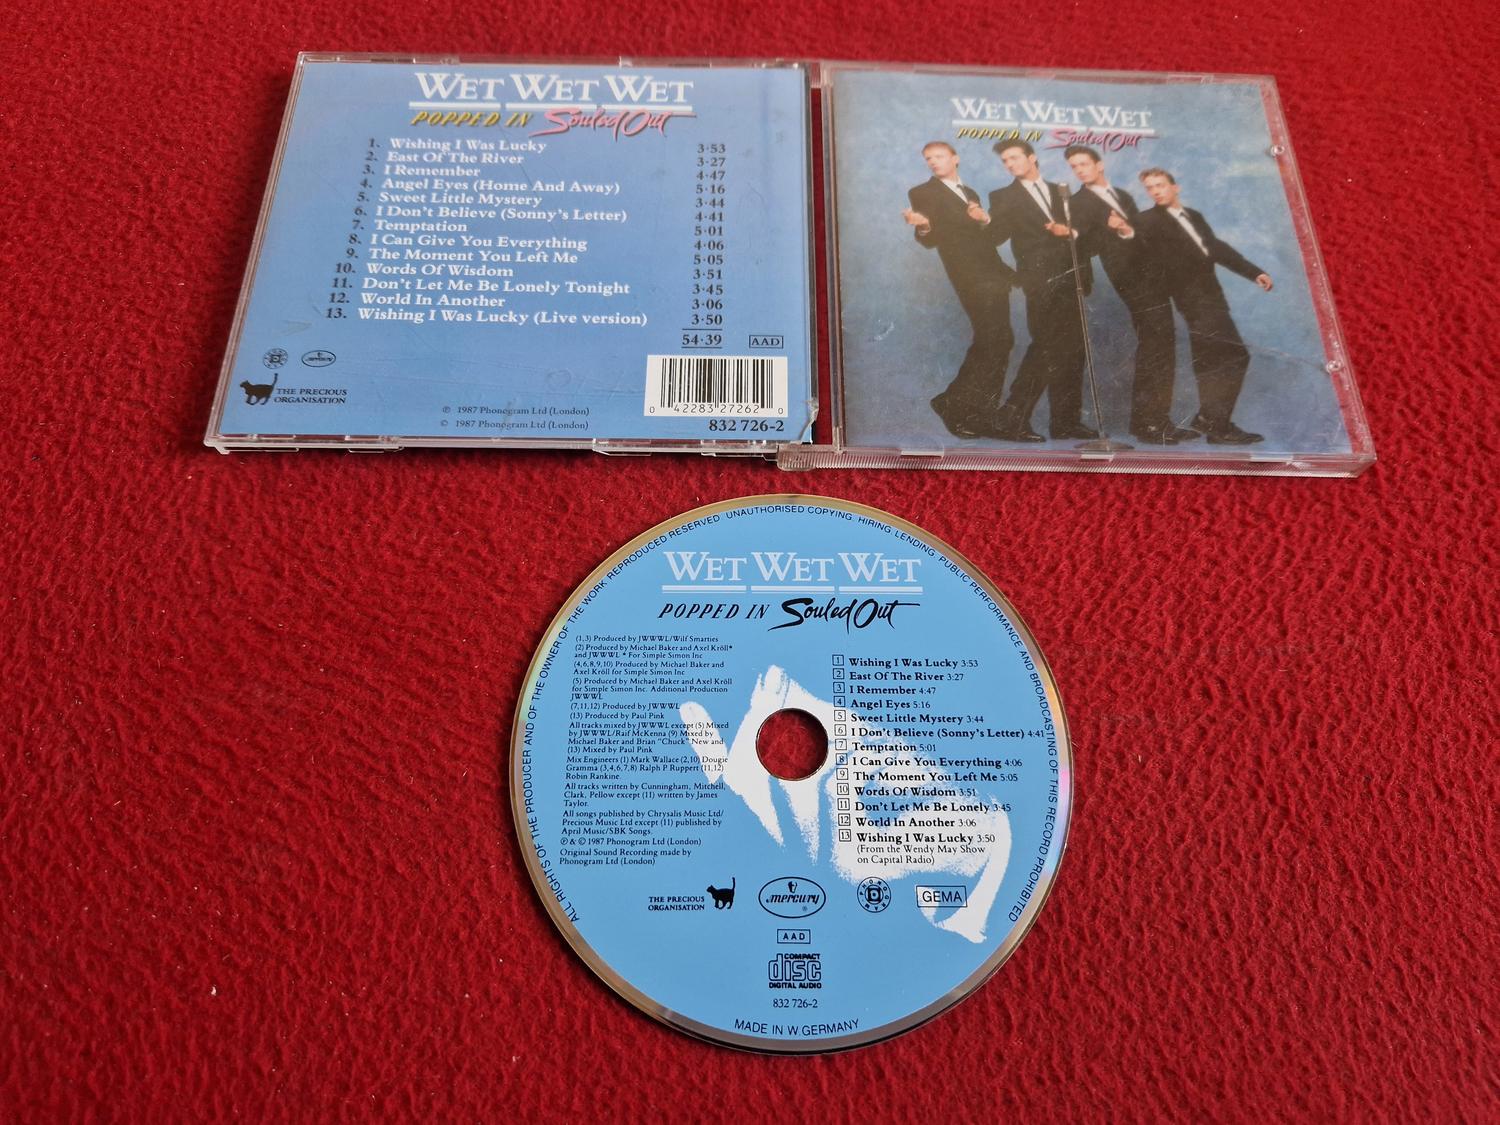 WET WET WET
POPPED IN Souled Out
1. Wishing I Was Lucky 3·53
2. East Of The River 3·27
3. I Remember 4·47
4. Angel Eyes (Home And Away) 5·16
5. Sweet Little Mystery 3·44
6. I Don't Believe (Sonny's Letter) 4·41
7. Temptation 5·01
8. I Can Give You Everything 4·06
9. The Moment You Left Me 5·05
10. Words Of Wisdom 3·51
11. Don't Let Me Be Lonely Tonight 3·45
12. World In Another 3·06
13. Wishing I Was Lucky (Live version) 3·50
54·39 AAD
mercury
THE PRECIOUS
ORGANISATION
℗ 1987 Phonogram Ltd (London)
© 1987 Phonogram Ltd (London)
0 42283 27262 0
832 726-2
WET WET WET
POPPED IN Souled Out
ALL RIGHTS OF THE PRODUCER AND OF THE OWNER OF THE WORK REPRODUCED RESERVED UNAUTHORISED COPYING HIRING LENDING PUBLIC PERFORMANCE AND BROADCASTING OF THIS RECORD PROHIBITED
WET WET WET
POPPED IN Souled Out
(1,3) Produced by JWWWL/Wilf Smarties
(2) Produced by Michael Baker and Axel Kröll*
and JWWWL * For Simple Simon Inc
(4,6,8,9,10) Produced by Michael Baker and
Axel Kröll for Simple Simon Inc
(5) Produced by Michael Baker and Axel Kröll
for Simple Simon Inc. Additional Production
JWWWL
(7,11,12) Produced by JWWWL
(13) Produced by Paul Pink
All tracks mixed by JWWWL except (5) Mixed
by JWWWL/Raif McKenna (9) Mixed by
Michael Baker and Brian "Chuck" New and
(13) Mixed by Paul Pink
Mix Engineers (1) Mark Wallace (2,10) Dougie
Gramma (3,4,6,7,8) Ralph P Ruppert (11,12)
Robin Rankine.
All tracks written by Cunningham, Mitchell,
Clark, Pellow except (11) written by James
Taylor.
All songs published by Chrysalis Music Ltd/
Precious Music Ltd except (11) published by
April Music/SBK Songs.
℗ & © 1987 Phonogram Ltd (London)
Original Sound Recording made by
Phonogram Ltd (London)
1 Wishing I Was Lucky 3:53
2 East Of The River 3:27
3 I Remember 4:47
4 Angel Eyes 5:16
5 Sweet Little Mystery 3:44
6 I Don't Believe (Sonny's Letter) 4:41
7 Temptation 5:01
8 I Can Give You Everything 4:06
9 The Moment You Left Me 5:05
10 Words Of Wisdom 3:51
11 Don't Let Me Be Lonely 3:45
12 World In Another 3:06
13 Wishing I Was Lucky 3:50
(From the Wendy May Show
on Capital Radio)
THE PRECIOUS
ORGANISATION
mercury
PHONOGRAM
GEMA
AAD
COMPACT
disc
DIGITAL AUDIO
832 726-2
MADE IN W. GERMANY